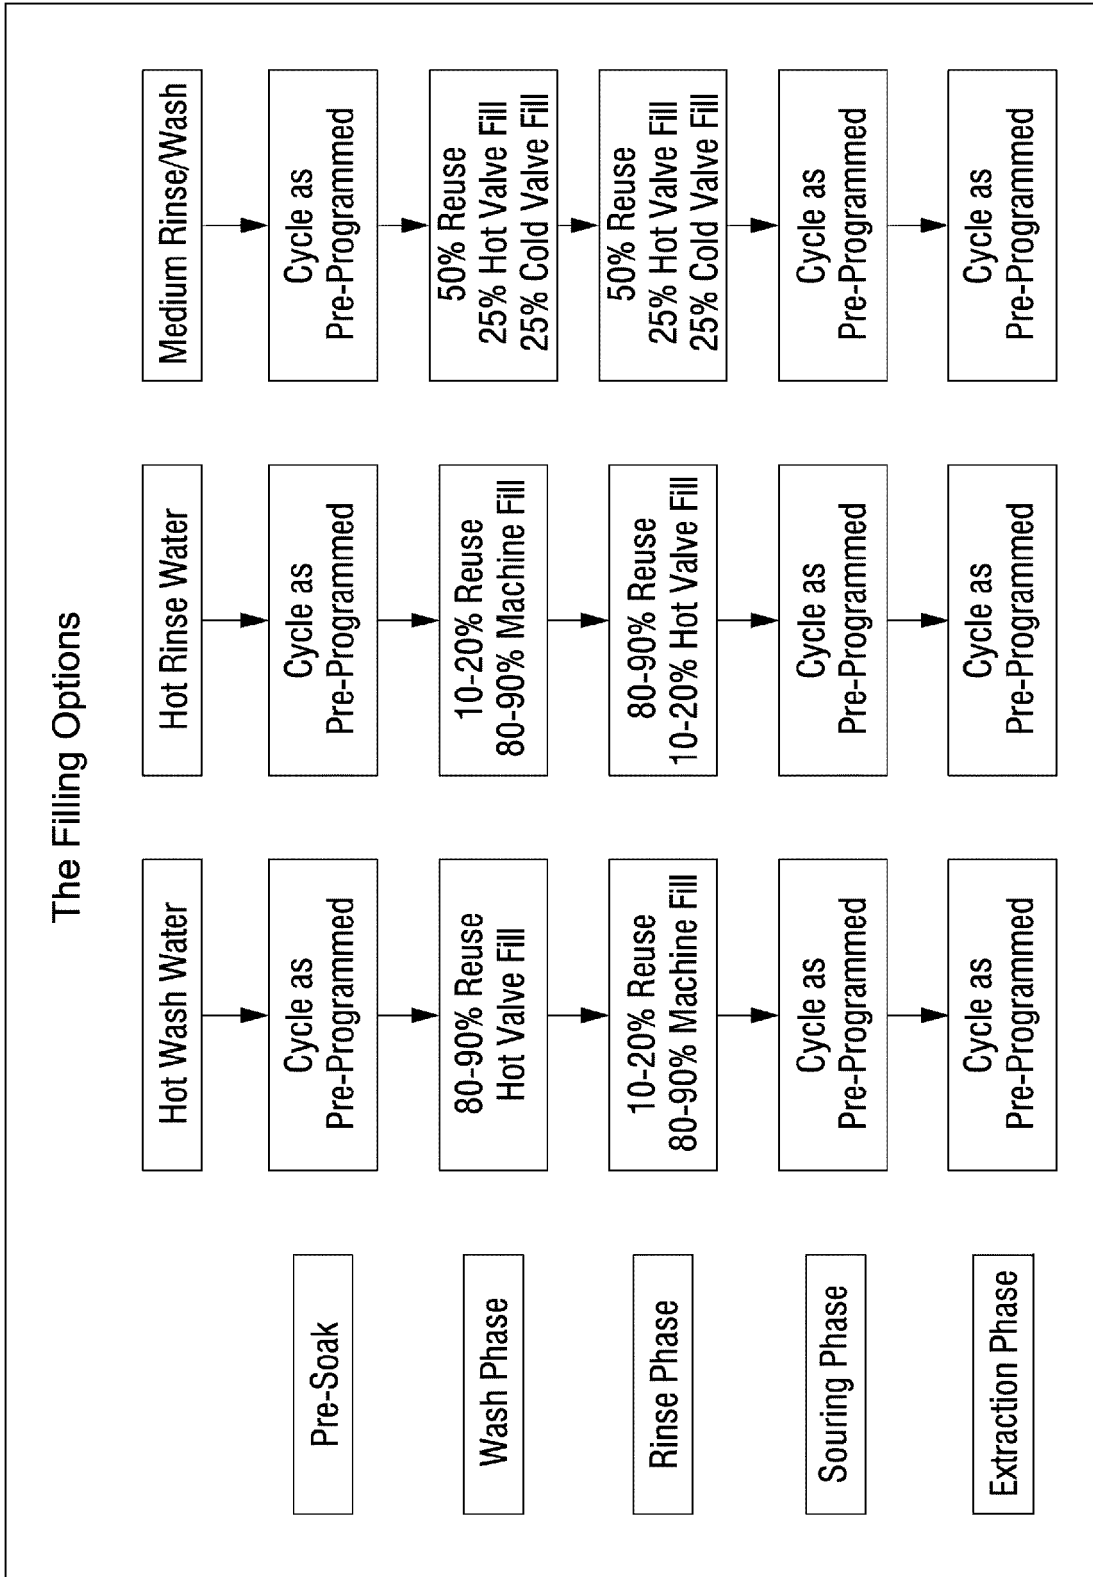 The Filling Options
Hot Wash Water
Hot Rinse Water
Medium Rinse/Wash
Pre-Soak
Cycle as
Pre-Programmed
Cycle as
Pre-Programmed
Cycle as
Pre-Programmed
Wash Phase
80-90% Reuse
Hot Valve Fill
10-20% Reuse
80-90% Machine Fill
50% Reuse
25% Hot Valve Fill
25% Cold Valve Fill
Rinse Phase
10-20% Reuse
80-90% Machine Fill
80-90% Reuse
10-20% Hot Valve Fill
50% Reuse
25% Hot Valve Fill
25% Cold Valve Fill
Souring Phase
Cycle as
Pre-Programmed
Cycle as
Pre-Programmed
Cycle as
Pre-Programmed
Extraction Phase
Cycle as
Pre-Programmed
Cycle as
Pre-Programmed
Cycle as
Pre-Programmed